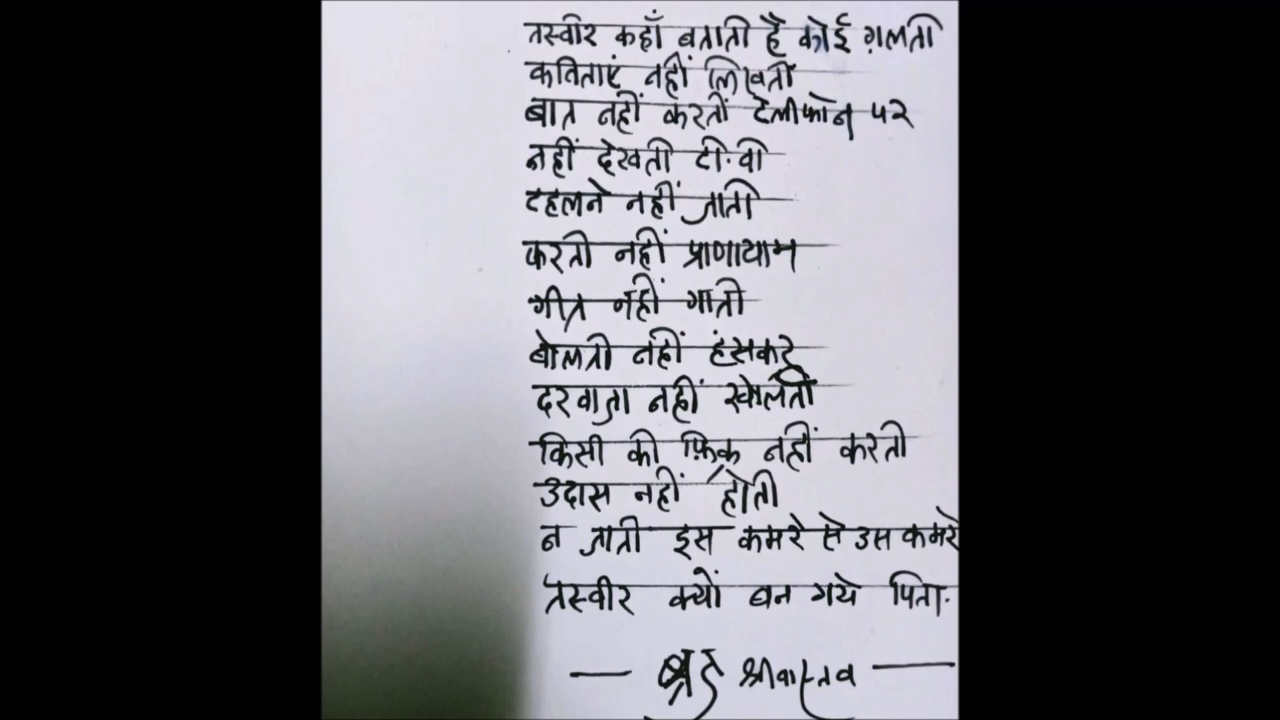 तस्वीर कहाँ बताती है कोई ग़लती
कविताएं नहीं लिखती
बात नहीं करतीं टेलीफोन पर
नहीं देखती टी.वी
टहलने नहीं जाती
करती नहीं प्राणायाम
गीत नहीं गाती
बोलती नहीं हंसकर
दरवाजा नहीं खोलती
किसी की फ़िक्र नहीं करती
उदास नहीं होती
न जाती इस कमरे से उस कमरे
तस्वीर क्यों बन गये पिता.
— श्रीवास्तव —